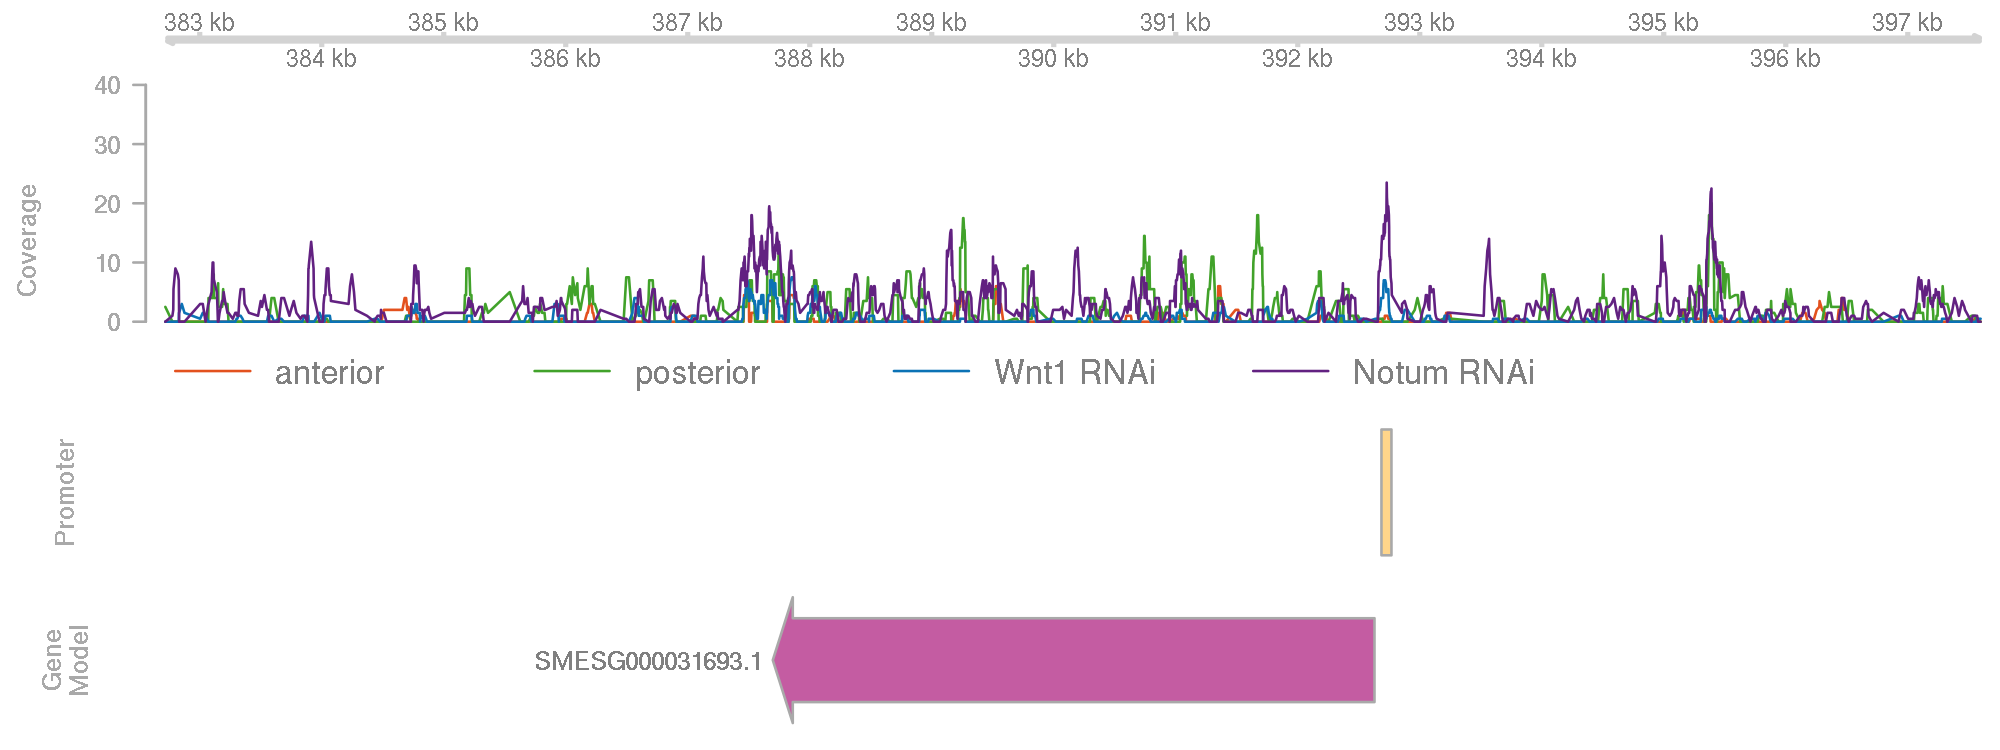 383 kb 385 kb 387 kb 389 kb 391 kb 393 kb 395 kb 397 kb
384 kb 386 kb 388 kb 390 kb 392 kb 394 kb 396 kb
40
30
20
10
0
Coverage
anterior posterior Wnt1 RNAi Notum RNAi
Promoter
Gene
Model
SMESG000031693.1